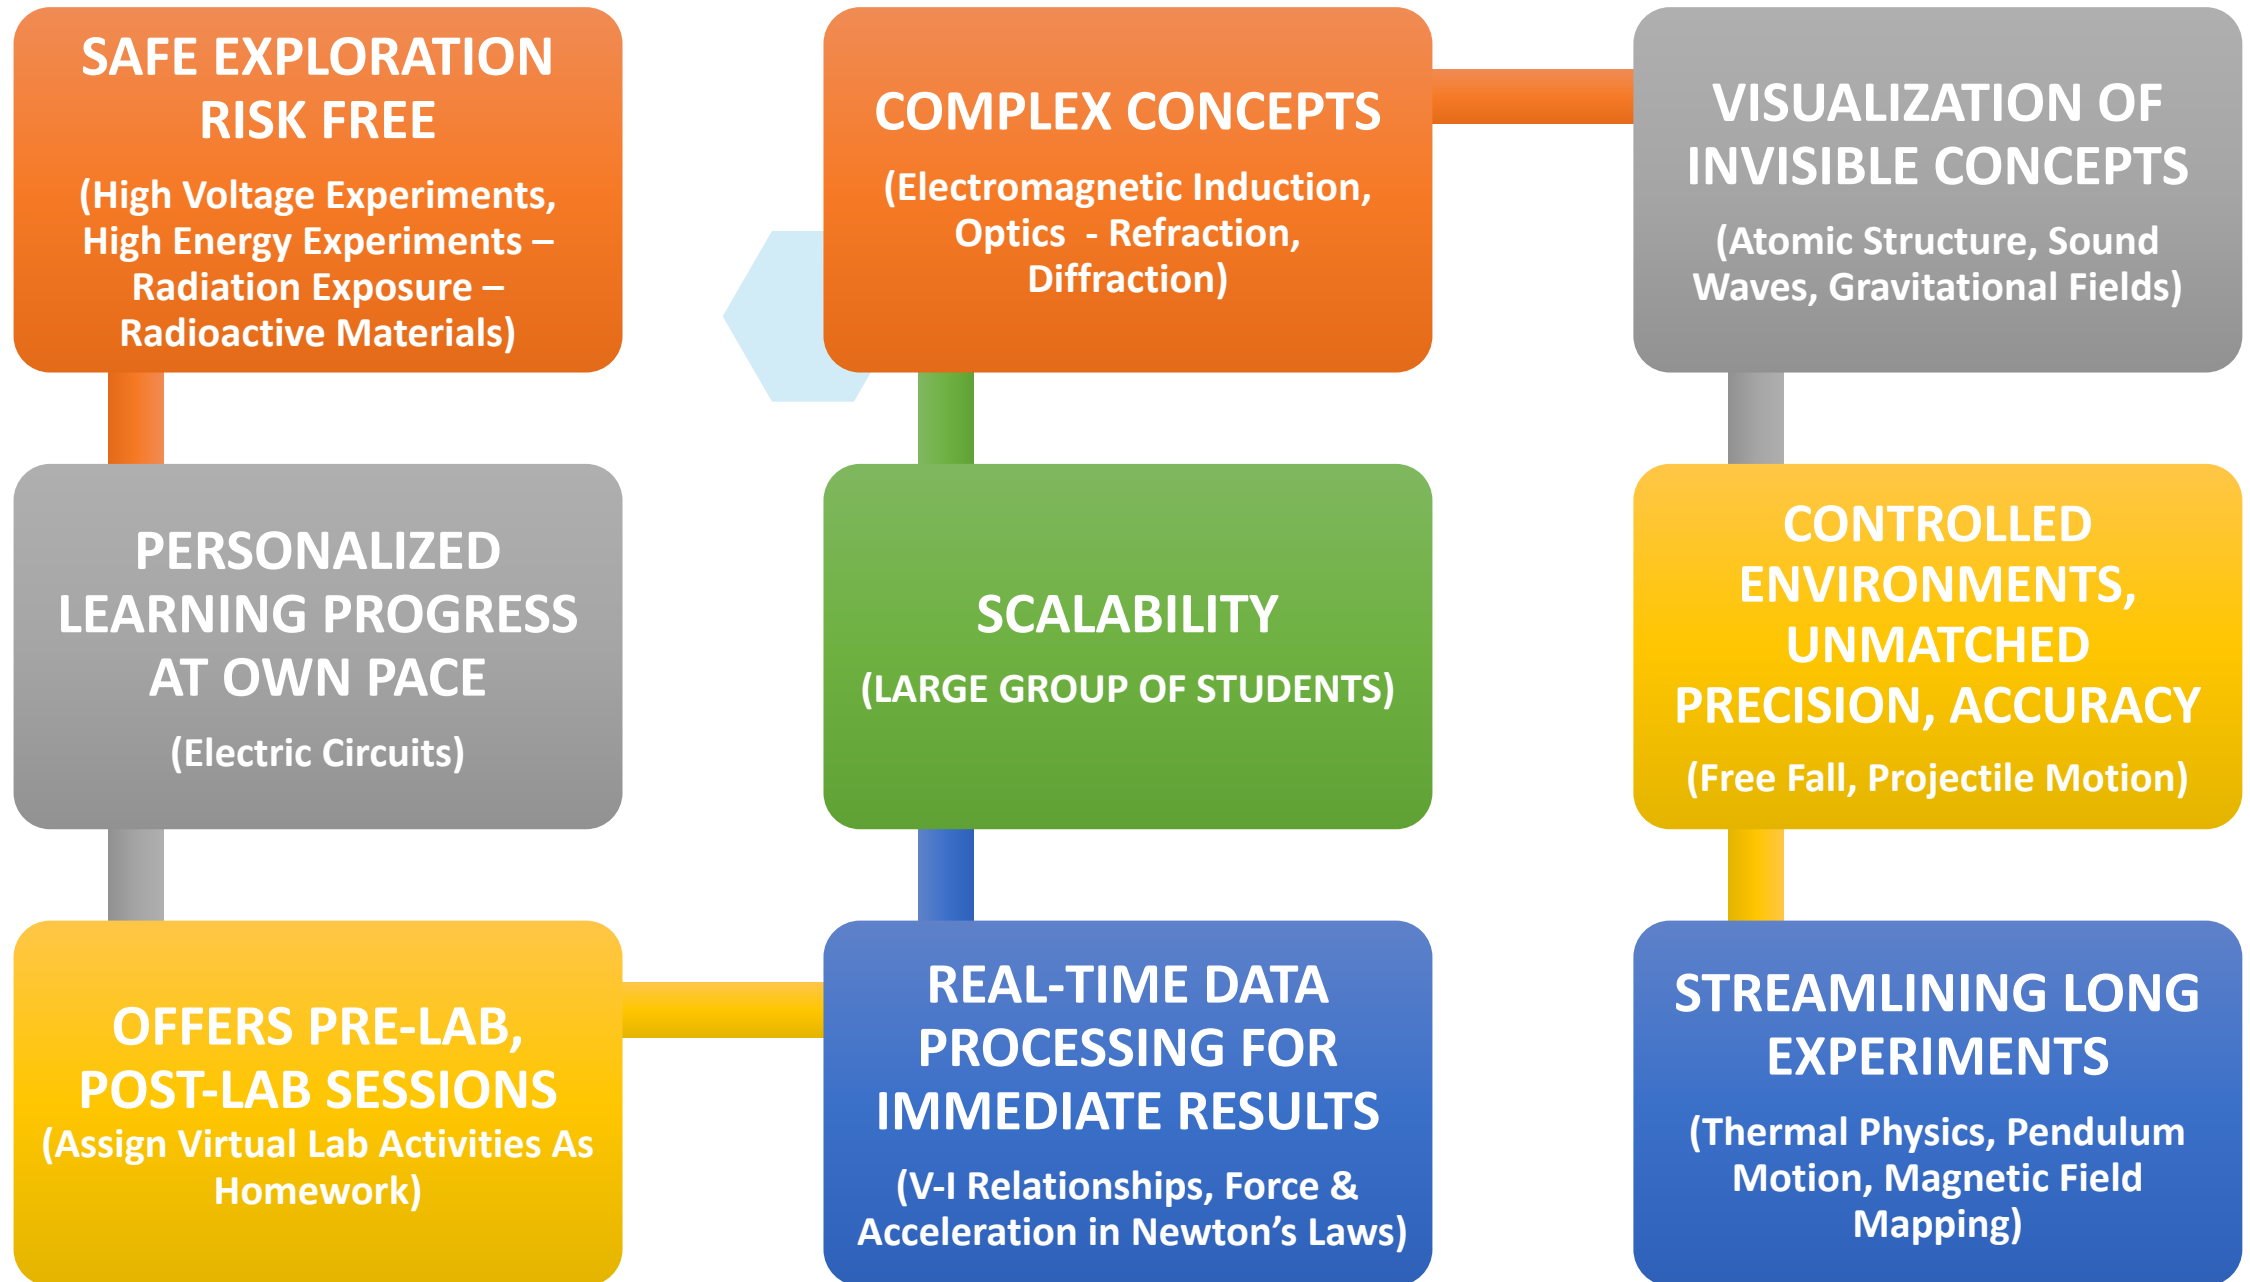 SAFE EXPLORATION
RISK FREE
(High Voltage Experiments,
High Energy Experiments –
Radiation Exposure –
Radioactive Materials)
PERSONALIZED
LEARNING PROGRESS
AT OWN PACE
(Electric Circuits)
OFFERS PRE-LAB,
POST-LAB SESSIONS
(Assign Virtual Lab Activities As
Homework)
REAL-TIME DATA
PROCESSING FOR
IMMEDIATE RESULTS
(V-I Relationships, Force &
Acceleration in Newton’s Laws)
SCALABILITY
(LARGE GROUP OF STUDENTS)
COMPLEX CONCEPTS
(Electromagnetic Induction,
Optics - Refraction,
Diffraction)
VISUALIZATION OF
INVISIBLE CONCEPTS
(Atomic Structure, Sound
Waves, Gravitational Fields)
CONTROLLED
ENVIRONMENTS,
UNMATCHED
PRECISION, ACCURACY
(Free Fall, Projectile Motion)
STREAMLINING LONG
EXPERIMENTS
(Thermal Physics, Pendulum
Motion, Magnetic Field
Mapping)